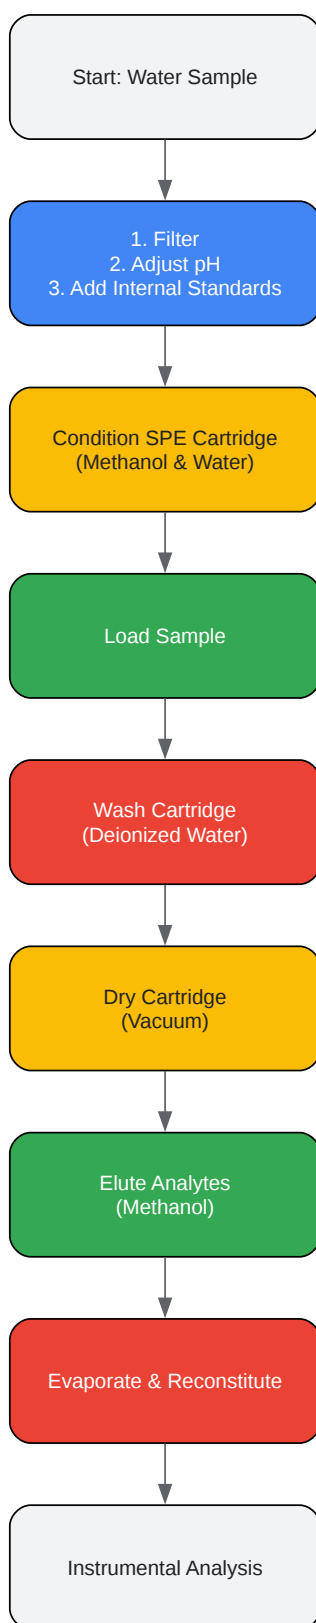 Start: Water Sample
1. Filter
2. Adjust pH
3. Add Internal Standards
Condition SPE Cartridge
(Methanol & Water)
Load Sample
Wash Cartridge
(Deionized Water)
Dry Cartridge
(Vacuum)
Elute Analytes
(Methanol)
Evaporate & Reconstitute
Instrumental Analysis